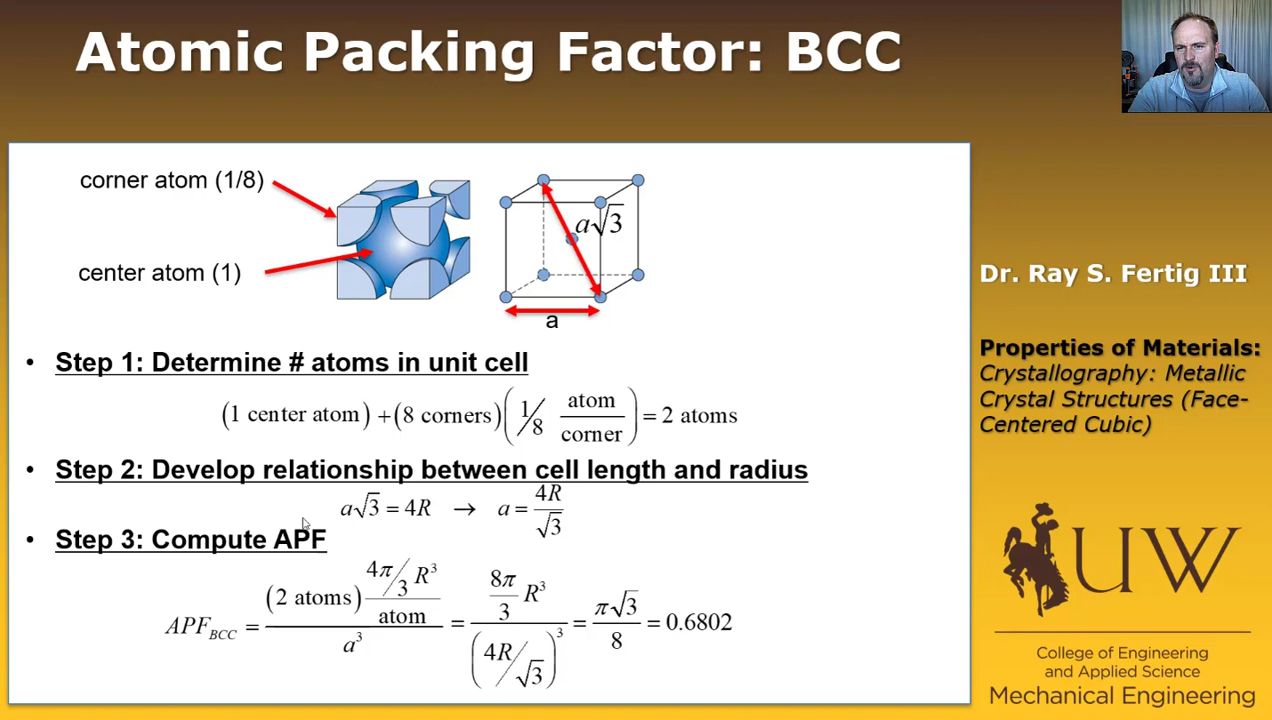 Atomic Packing Factor: BCC
corner atom (1/8)
center atom (1)
a√3
a
• Step 1: Determine # atoms in unit cell
(1 center atom) + (8 corners)(1/8 atom/corner) = 2 atoms
• Step 2: Develop relationship between cell length and radius
a√3 = 4R → a = 4R/√3
• Step 3: Compute APF
APF_BCC = (2 atoms) (4π/3 R³/atom) / a³ = (8π/3 R³) / (4R/√3)³ = π√3/8 = 0.6802
Dr. Ray S. Fertig III
Properties of Materials:
Crystallography: Metallic
Crystal Structures (Face-
Centered Cubic)
UW
College of Engineering
and Applied Science
Mechanical Engineering